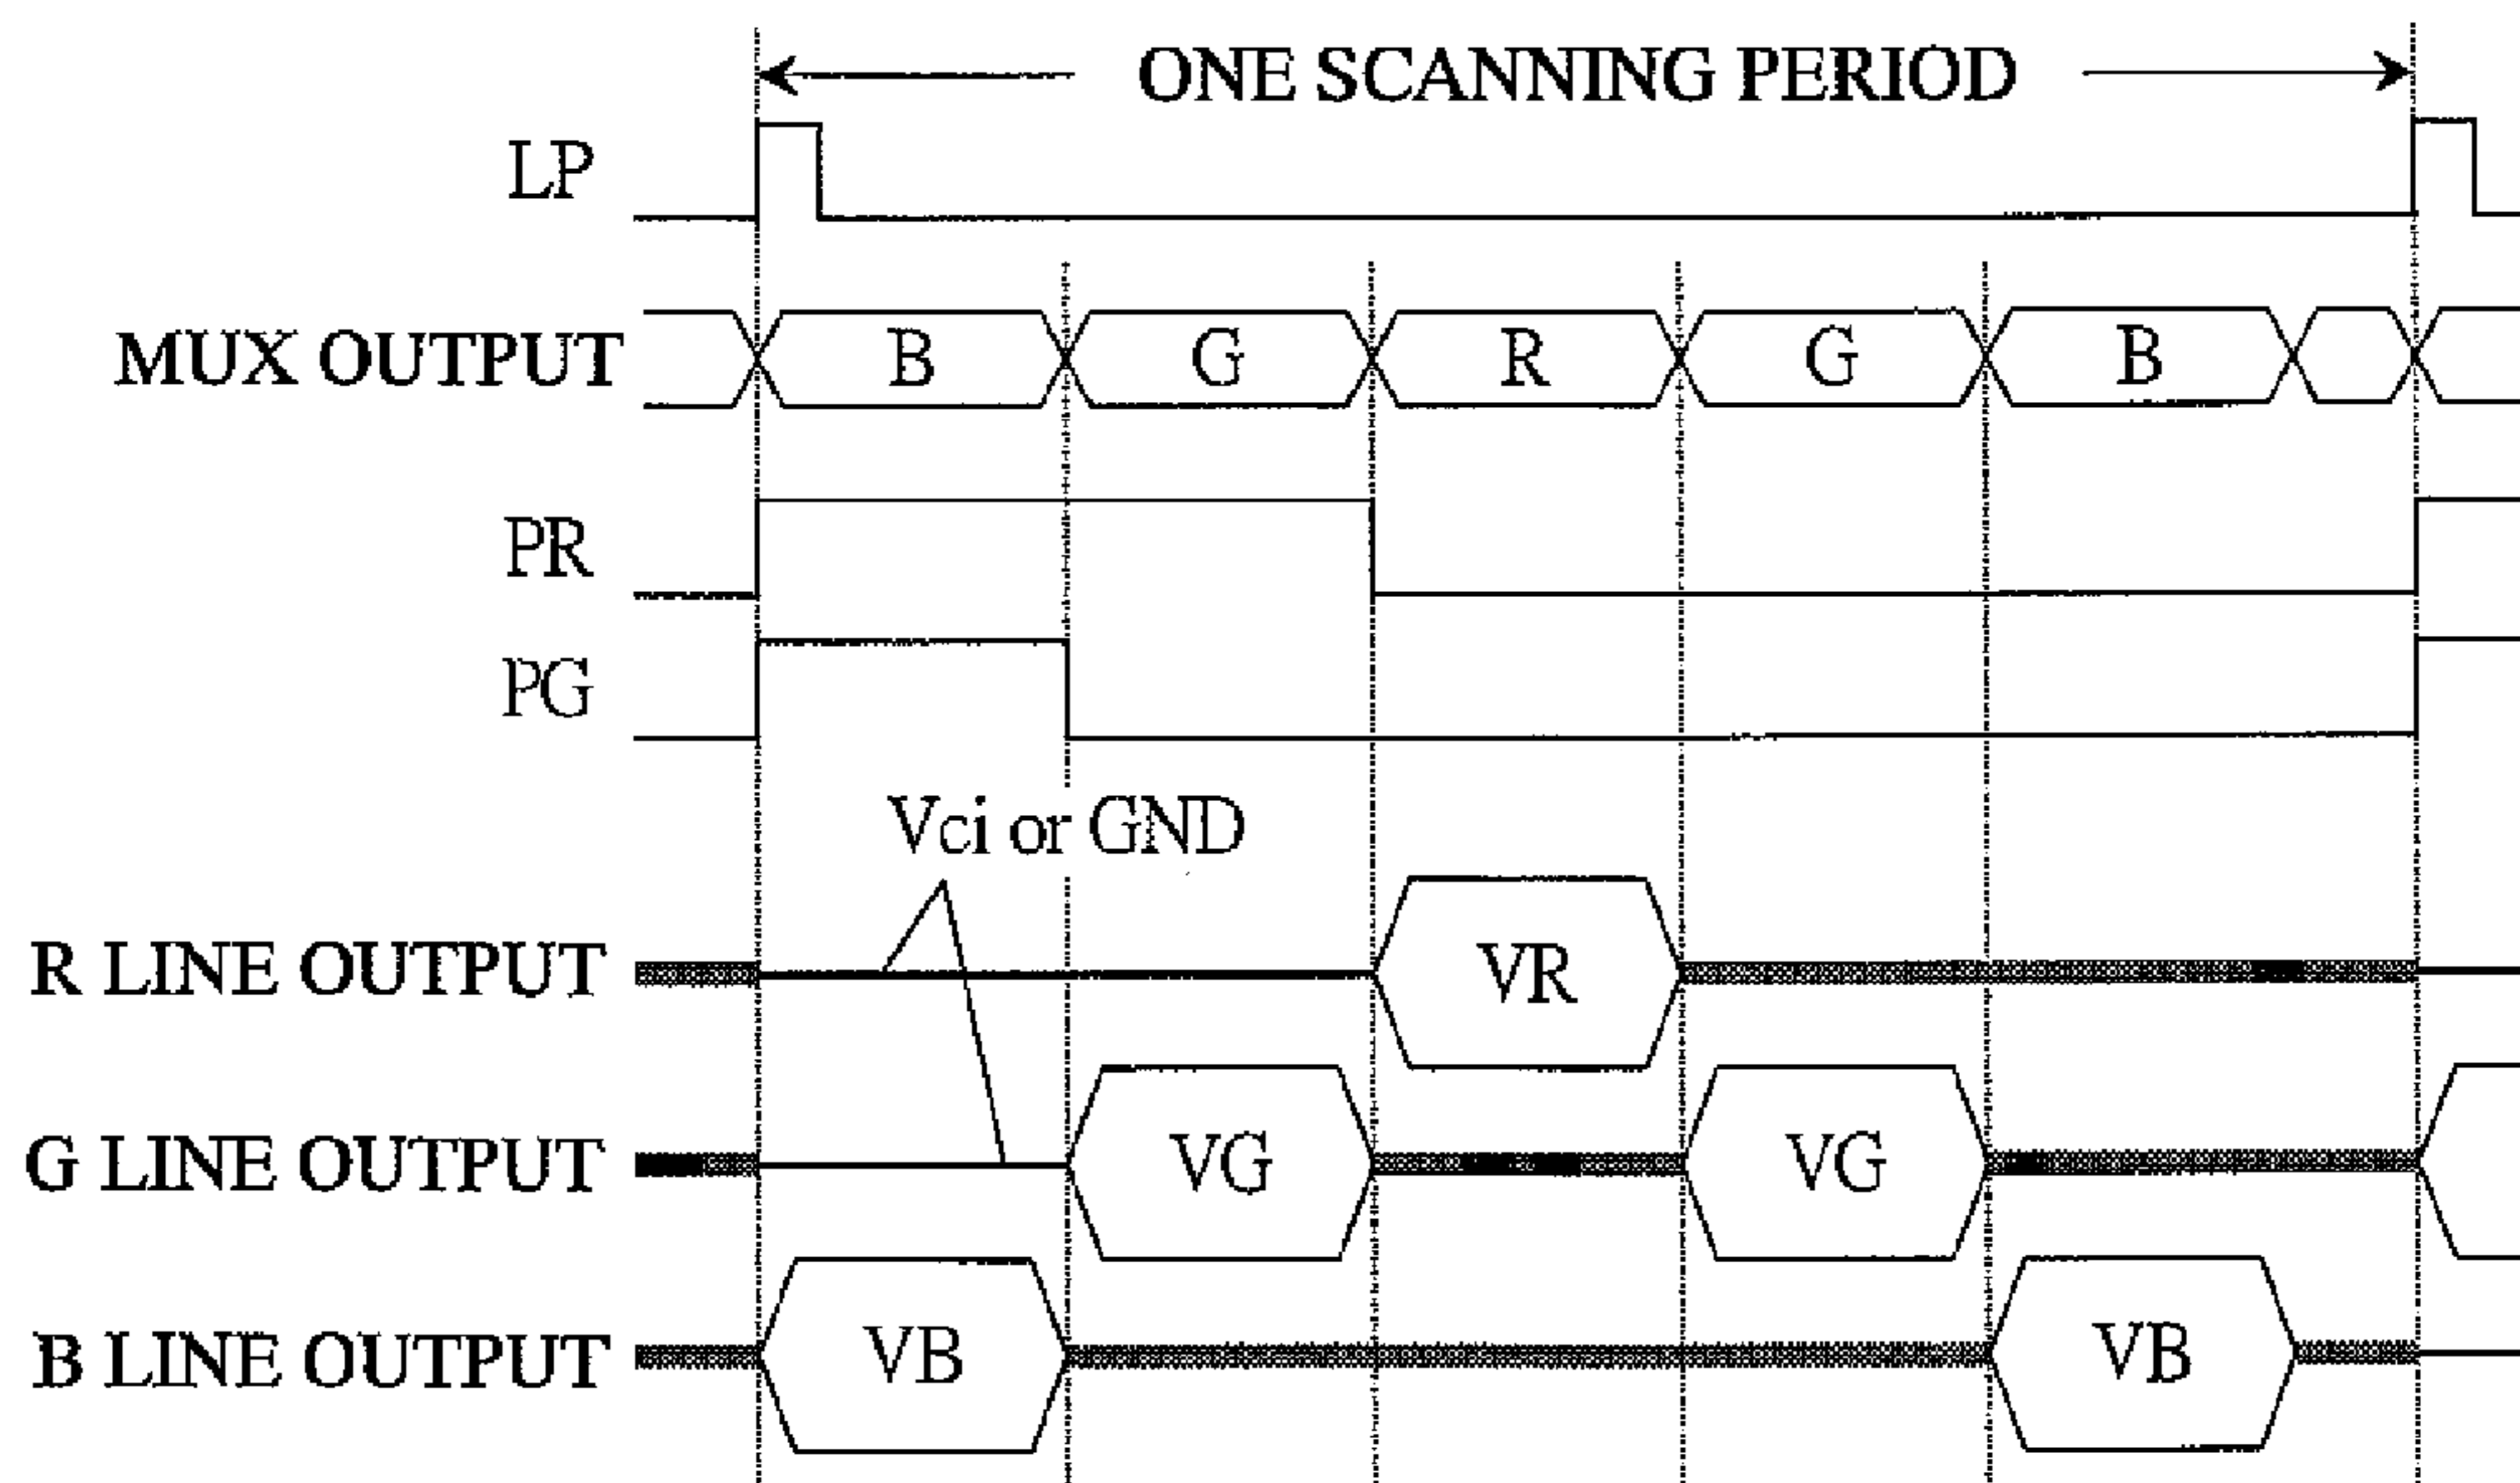 ONE SCANNING PERIOD
LP
MUX OUTPUT B G R G B
PR
PG
Vci or GND
R LINE OUTPUT VR
G LINE OUTPUT VG VG
B LINE OUTPUT VB VB